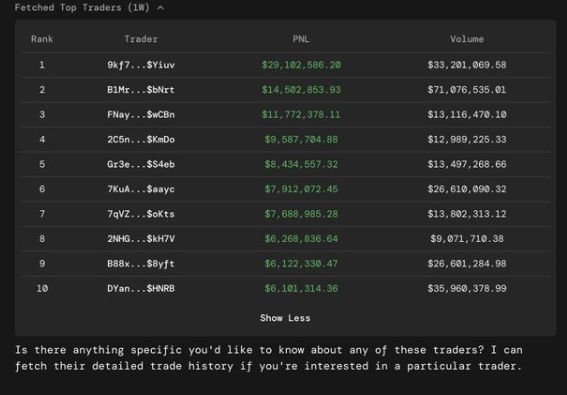 Fetched Top Traders (1W)
Rank Trader PNL Volume
1 9kf7...$Yiuv $29,102,586.20 $33,201,069.58
2 B1Mr...$bNrt $14,502,853.93 $71,076,535.01
3 FNay...$wCBn $11,772,378.11 $13,116,470.10
4 2C5n...$KmDo $9,587,704.88 $12,989,225.33
5 Gr3e...$S4eb $8,434,557.32 $13,497,268.66
6 7KuA...$aayc $7,912,072.45 $26,610,090.32
7 7qVZ...$oKts $7,688,985.28 $13,802,313.12
8 2NHG...$kH7V $6,268,836.64 $9,071,710.38
9 B88x...$8yft $6,122,330.47 $26,601,284.98
10 DYan...$HNRB $6,101,314.36 $35,960,378.99
Show Less
Is there anything specific you'd like to know about any of these traders? I can
fetch their detailed trade history if you're interested in a particular trader.